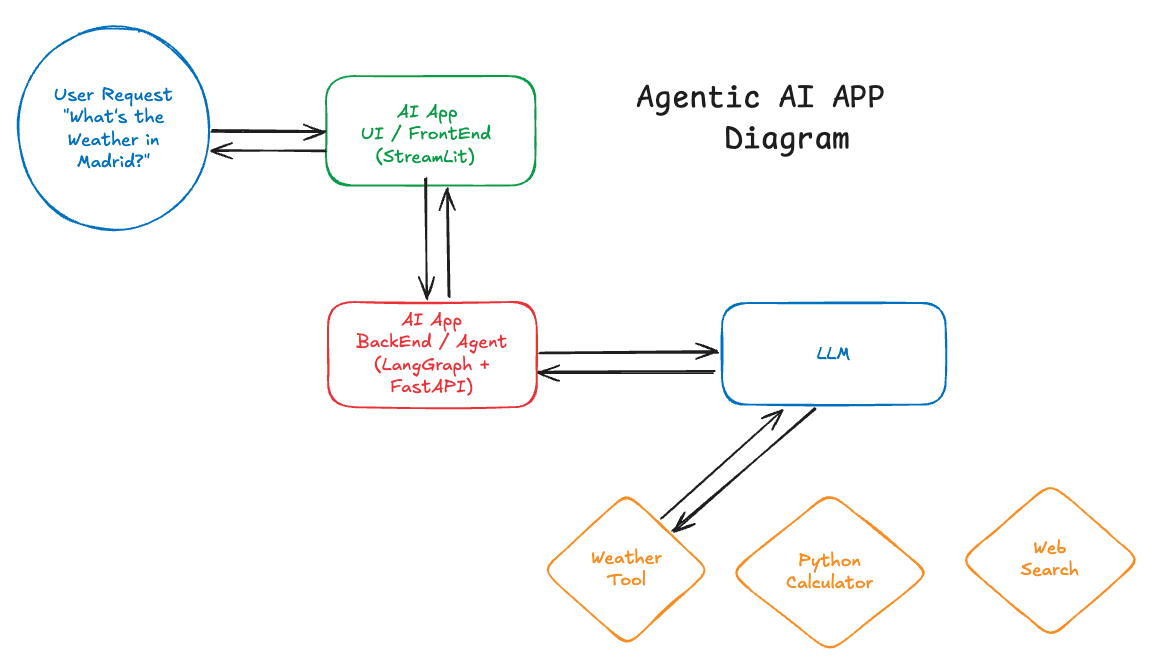 Agentic AI APP
Diagram
User Request
"What's the
Weather in
Madrid?"
AI App
UI / FrontEnd
(StreamLit)
AI App
BackEnd / Agent
(LangGraph +
FastAPI)
LLM
Weather
Tool
Python
Calculator
Web
Search